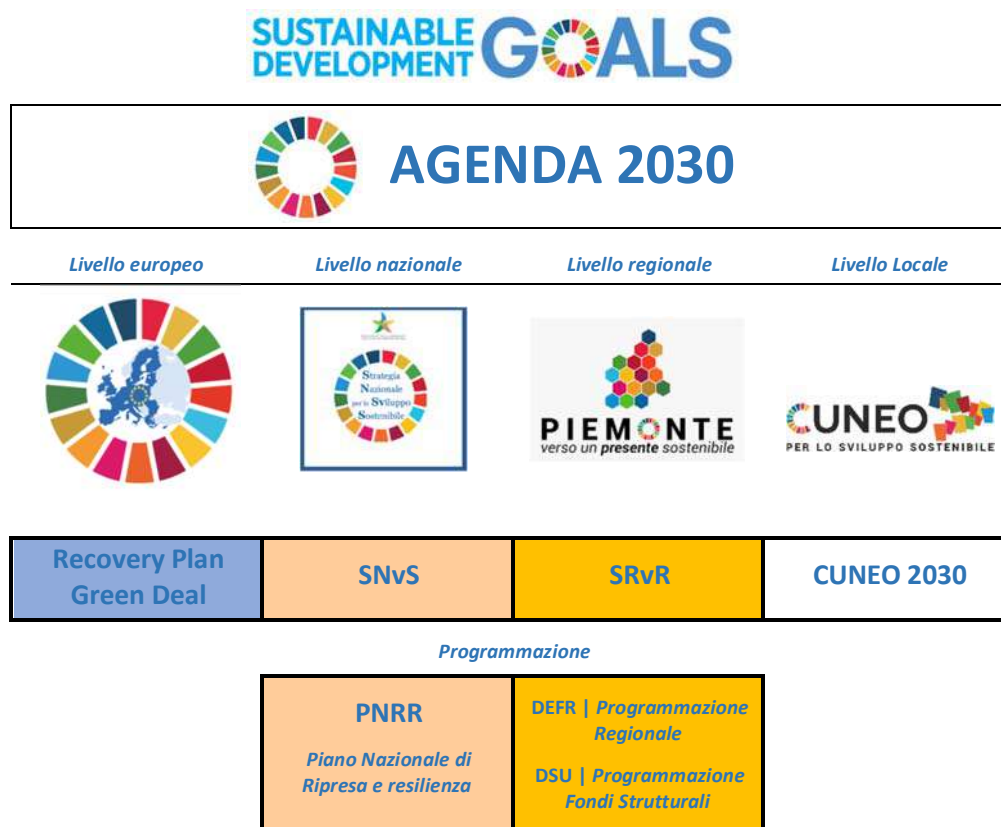 SUSTAINABLE
DEVELOPMENT GOALS
AGENDA 2030
Livello europeo
Livello nazionale
Livello regionale
Livello Locale
Strategia
Nazionale
per lo SViluppo
Sostenibile
PIEMONTE
verso un presente sostenibile
CUNEO
PER LO SVILUPPO SOSTENIBILE
Recovery Plan
Green Deal
SNvS
SRvR
CUNEO 2030
Programmazione
PNRR
Piano Nazionale di
Ripresa e resilienza
DEFR | Programmazione
Regionale
DSU | Programmazione
Fondi Strutturali